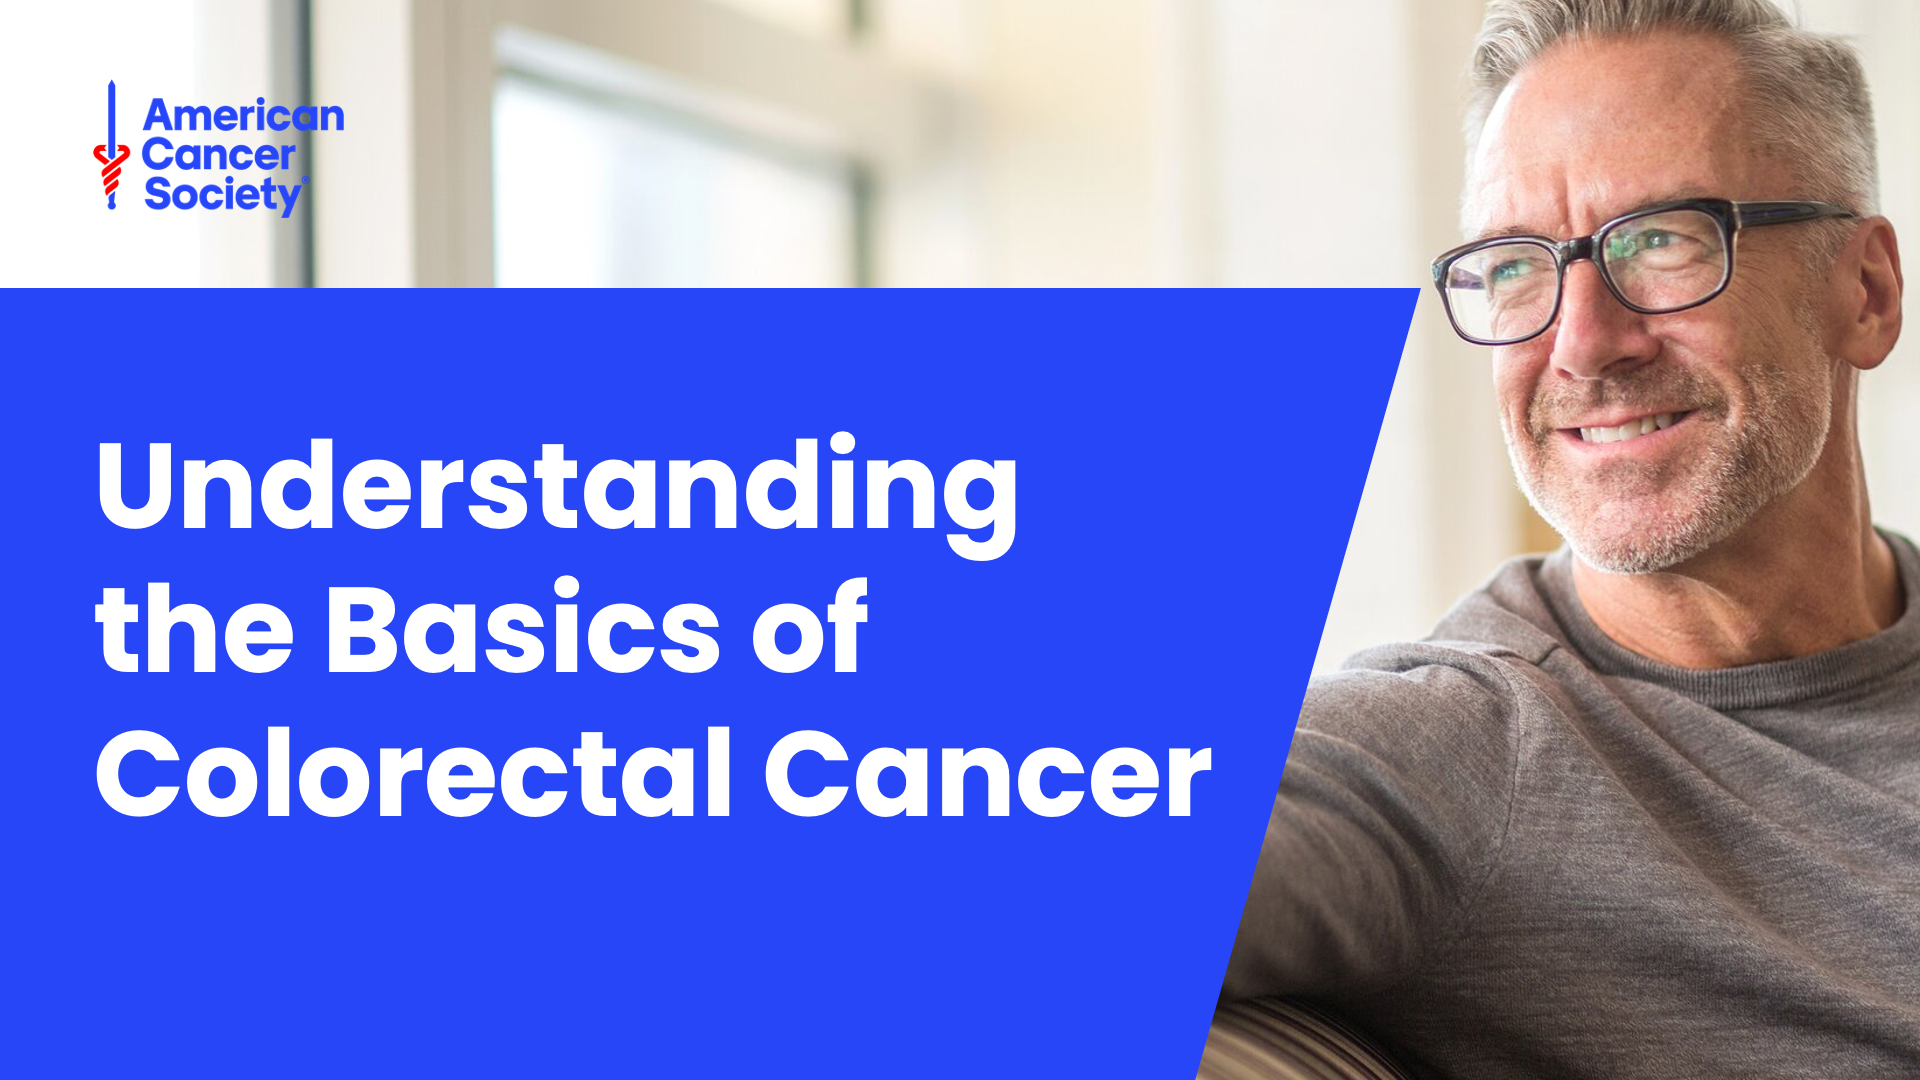 American
Cancer
Society®
Understanding
the Basics of
Colorectal Cancer